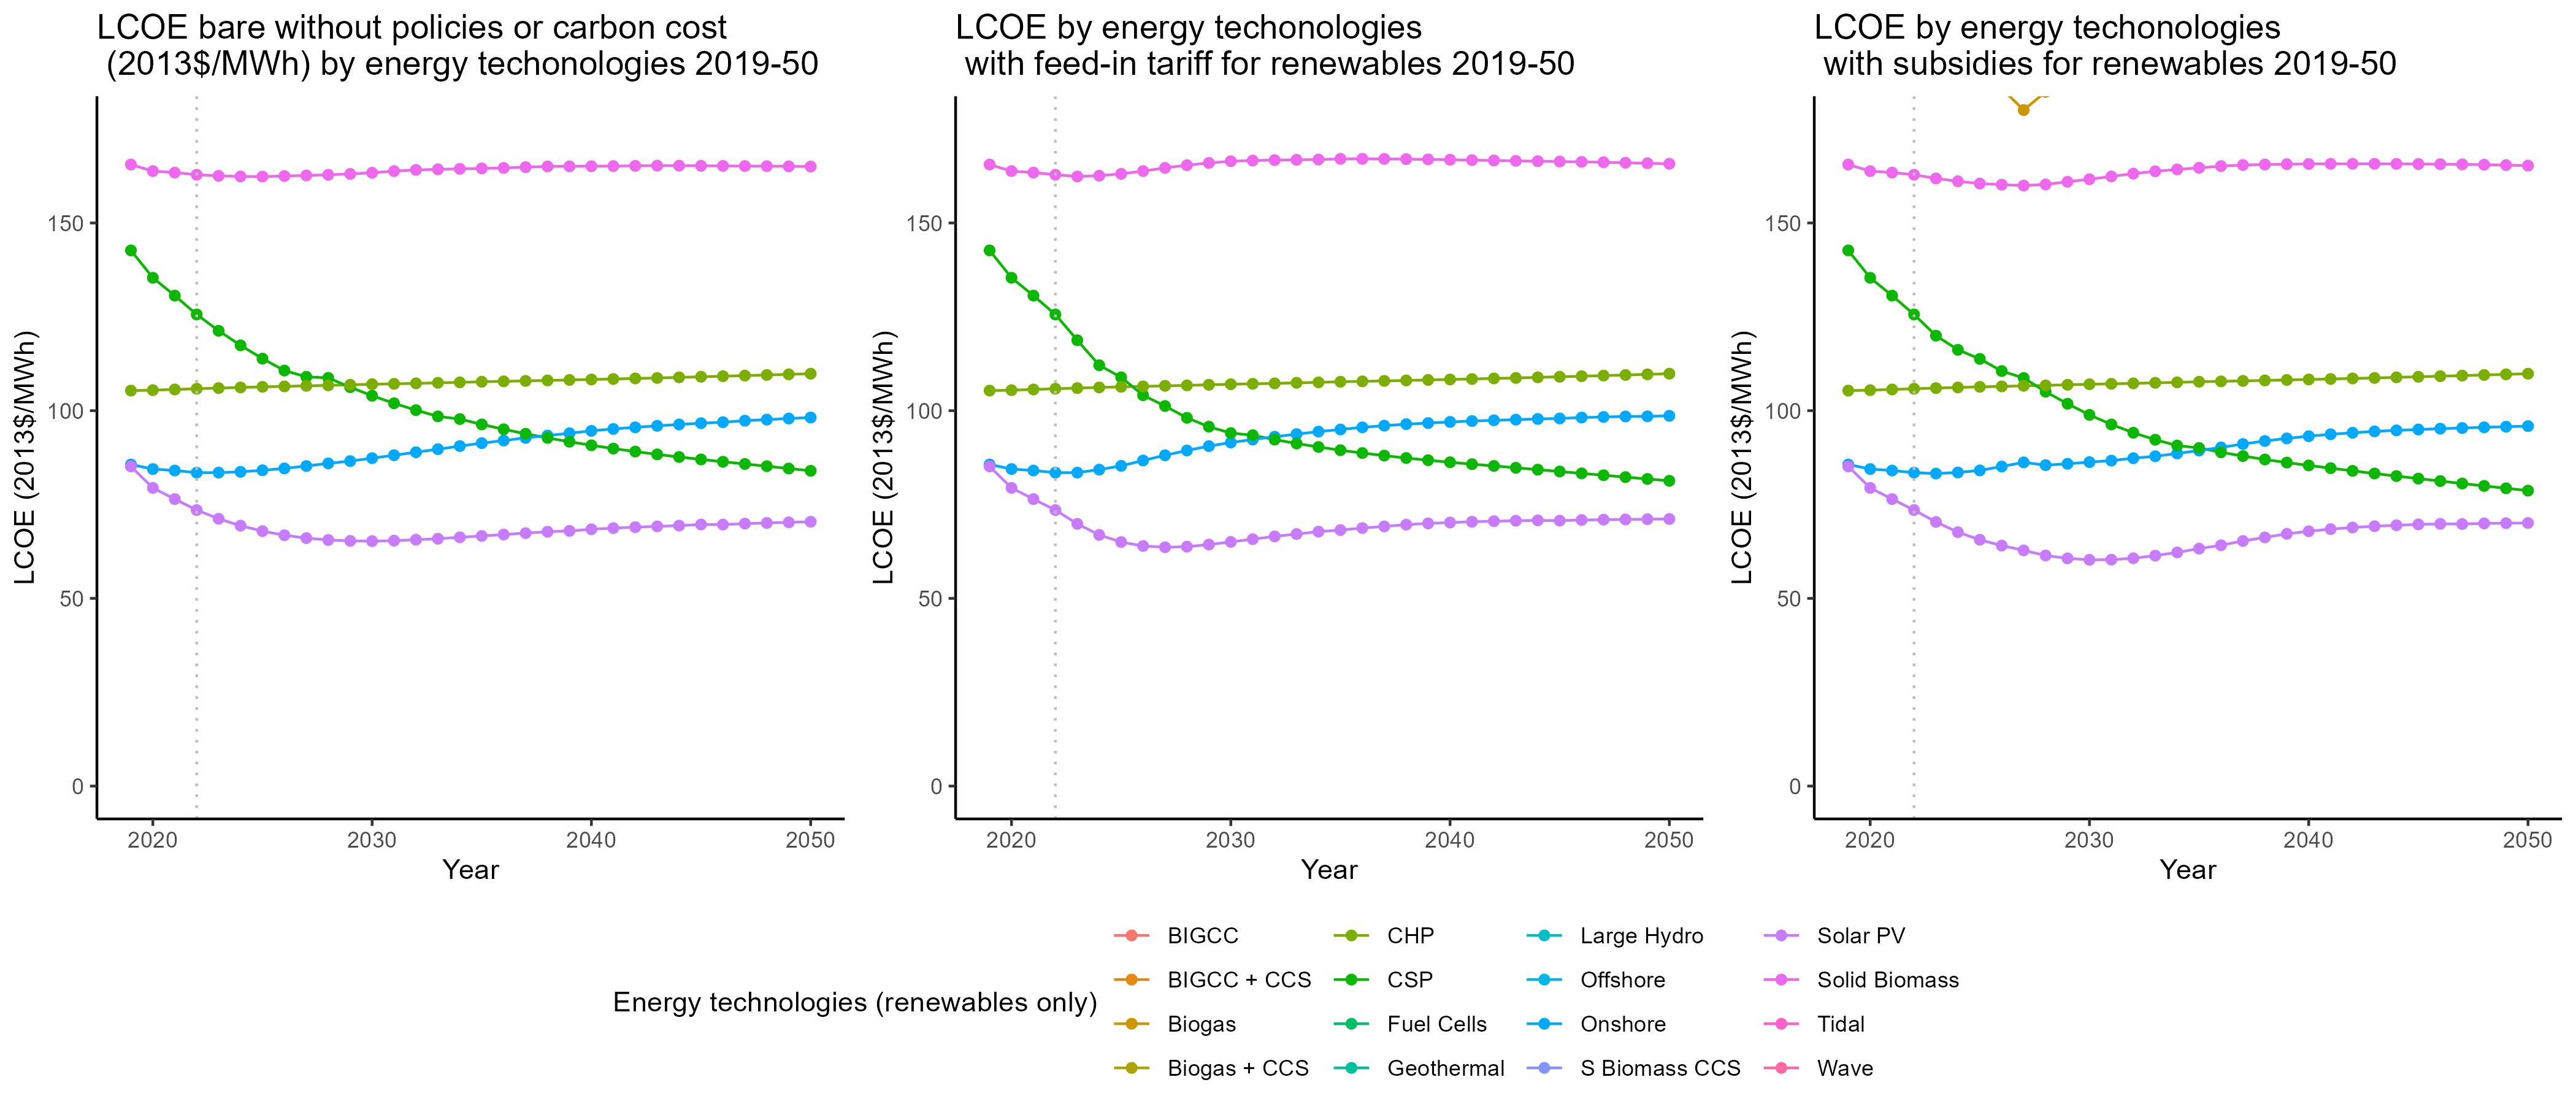 LCOE bare without policies or carbon cost
(2013$/MWh) by energy techonologies 2019-50
LCOE (2013$/MWh)
150
100
50
0
2020 2030 2040 2050
Year
LCOE by energy techonologies
with feed-in tariff for renewables 2019-50
LCOE (2013$/MWh)
150
100
50
0
2020 2030 2040 2050
Year
LCOE by energy techonologies
with subsidies for renewables 2019-50
LCOE (2013$/MWh)
150
100
50
0
2020 2030 2040 2050
Year
Energy technologies (renewables only)
BIGCC
BIGCC + CCS
Biogas
Biogas + CCS
CHP
CSP
Fuel Cells
Geothermal
Large Hydro
Offshore
Onshore
S Biomass CCS
Solar PV
Solid Biomass
Tidal
Wave